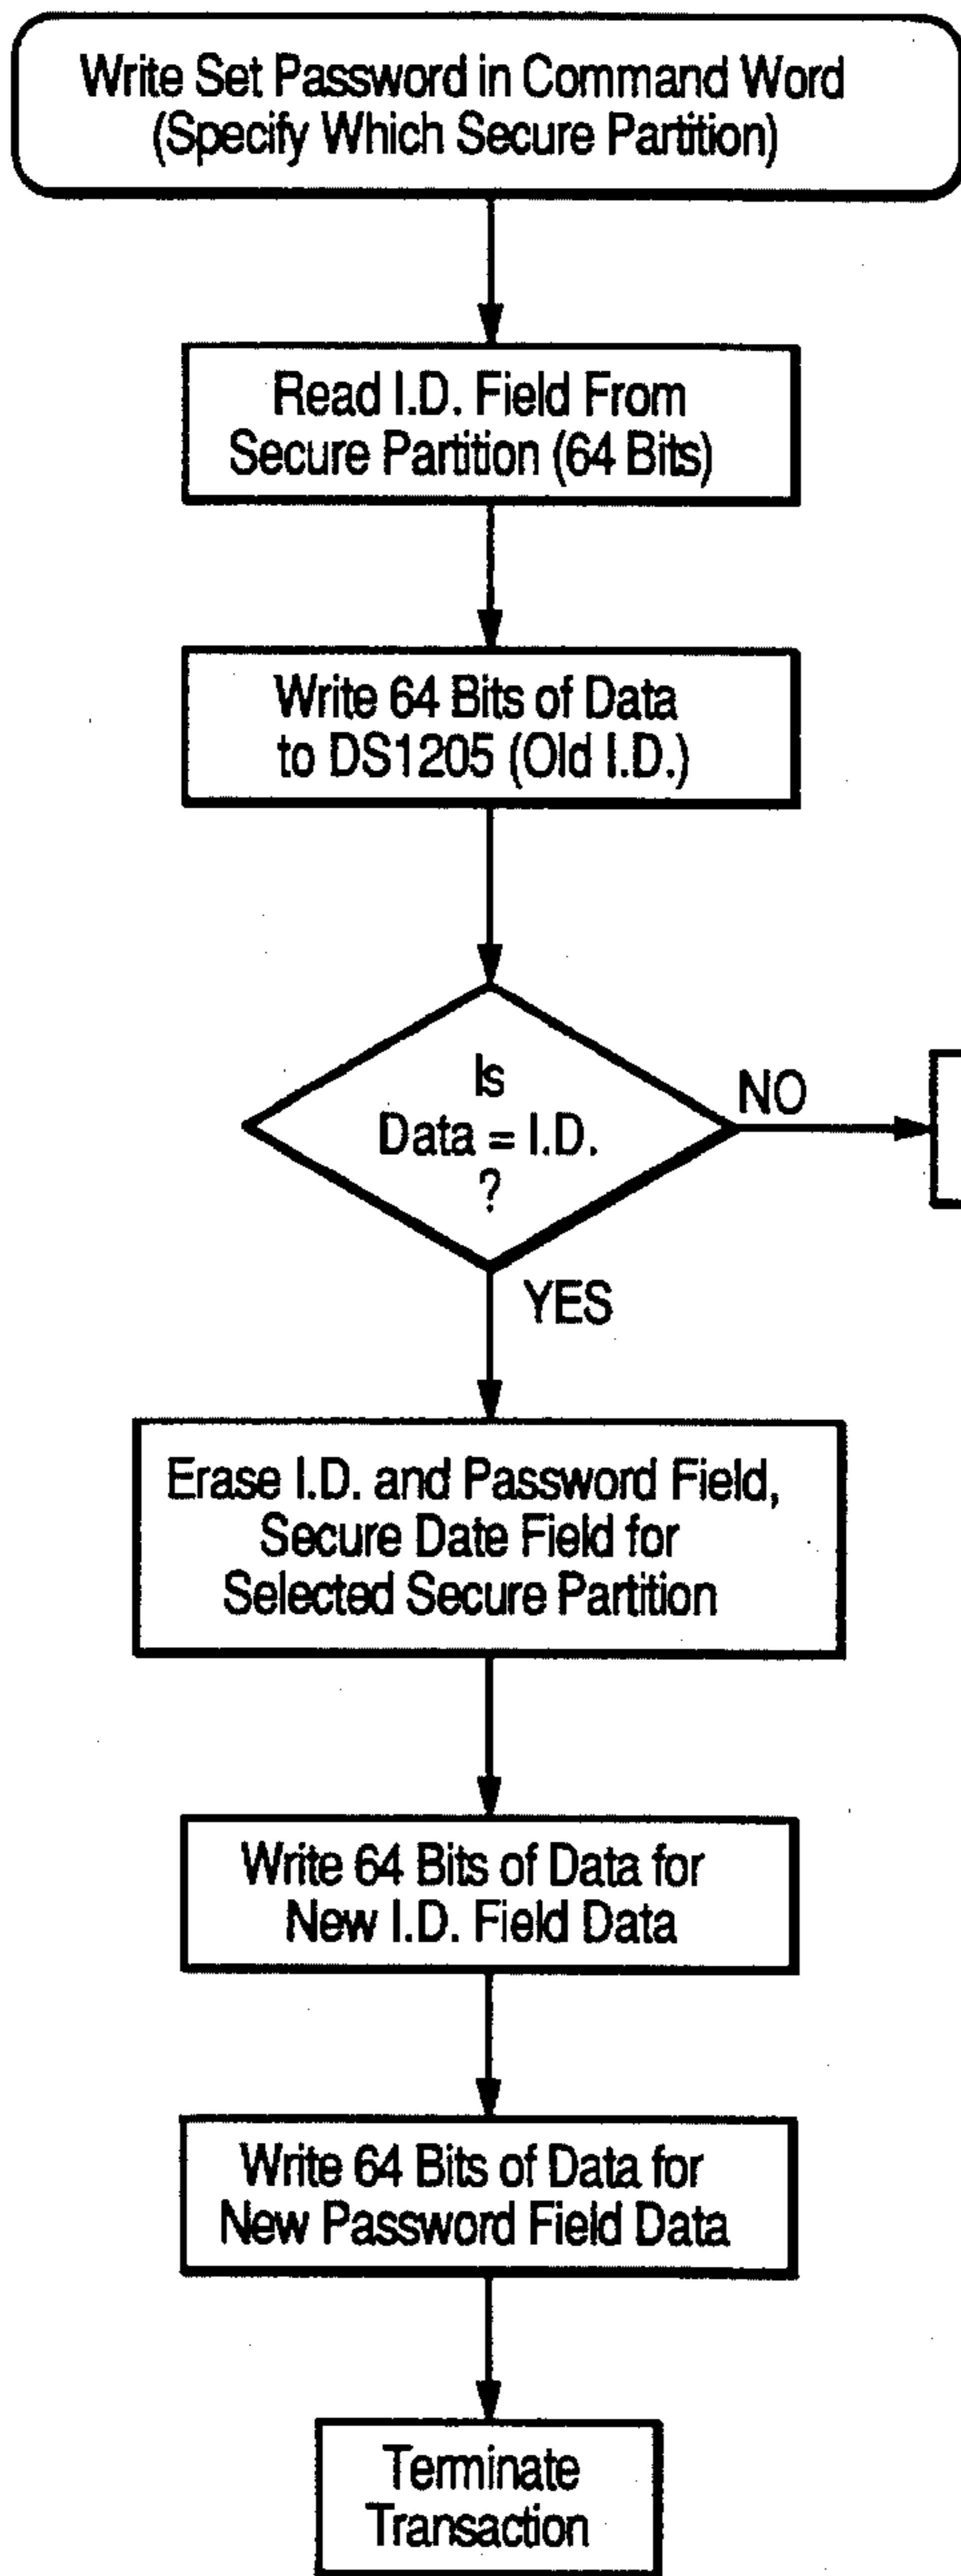 Write Set Password in Command Word
(Specify Which Secure Partition)
Read I.D. Field From
Secure Partition (64 Bits)
Write 64 Bits of Data
to DS1205 (Old I.D.)
Is
Data = I.D.
?
NO
YES
Erase I.D. and Password Field,
Secure Date Field for
Selected Secure Partition
Write 64 Bits of Data for
New I.D. Field Data
Write 64 Bits of Data for
New Password Field Data
Terminate
Transaction